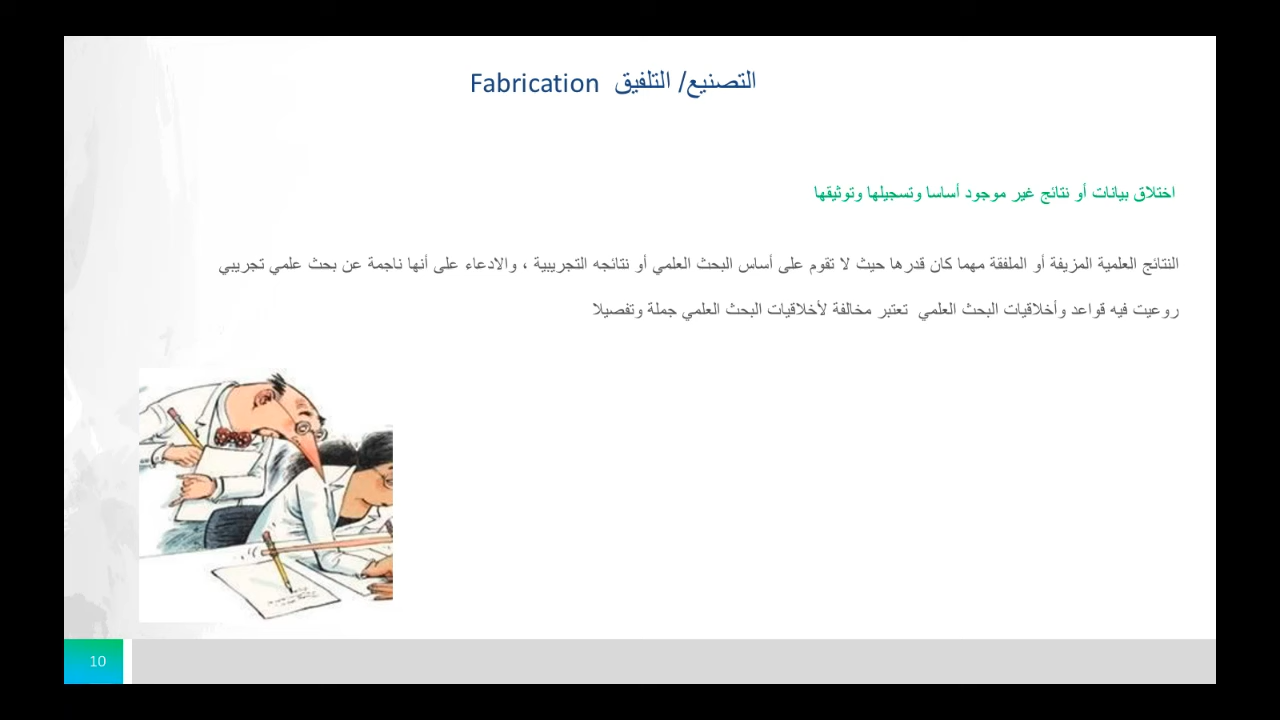 التصنيع/ التلفيق Fabrication
اختلاق بيانات أو نتائج غير موجود أساسا وتسجيلها وتوثيقها
النتائج العلمية المزيفة أو الملفقة مهما كان قدرها حيث لا تقوم على أساس البحث العلمي أو نتائجه التجريبية ، والادعاء على أنها ناجمة عن بحث علمي تجريبي
روعيت فيه قواعد وأخلاقيات البحث العلمي تعتبر مخالفة لأخلاقيات البحث العلمي جملة وتفصيلا
10